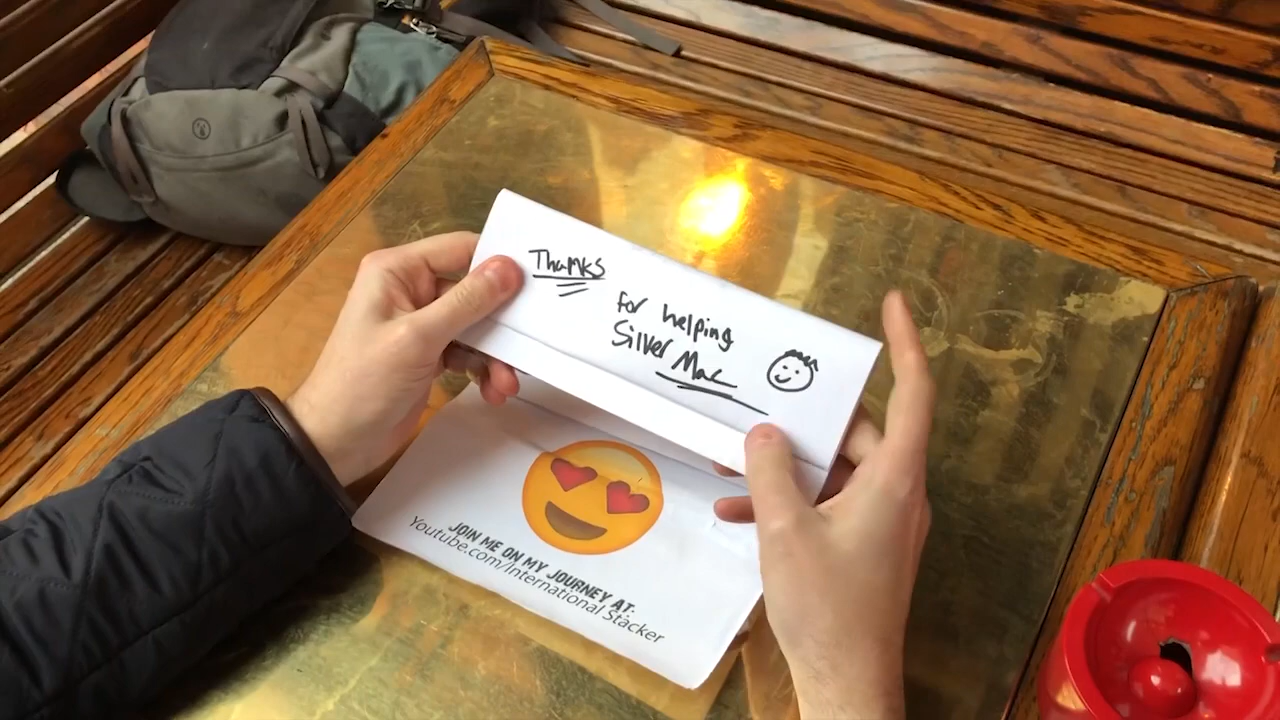 Thanks
for helping
Silver Mac
JOIN ME ON MY JOURNEY AT:
Youtube.com/International Stacker